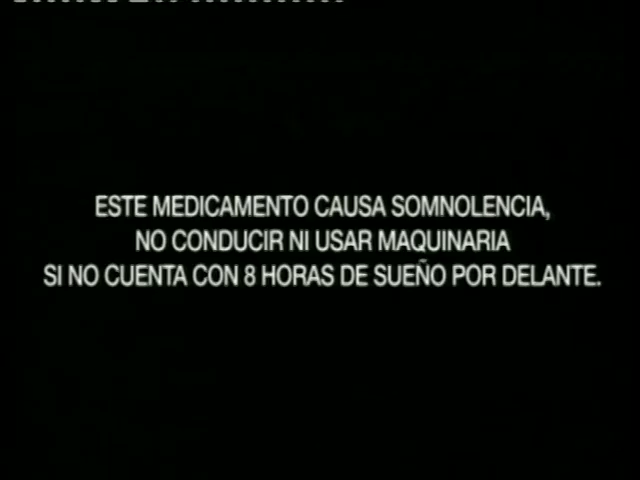 ESTE MEDICAMENTO CAUSA SOMNOLENCIA,
NO CONDUCIR NI USAR MAQUINARIA
SI NO CUENTA CON 8 HORAS DE SUEÑO POR DELANTE.